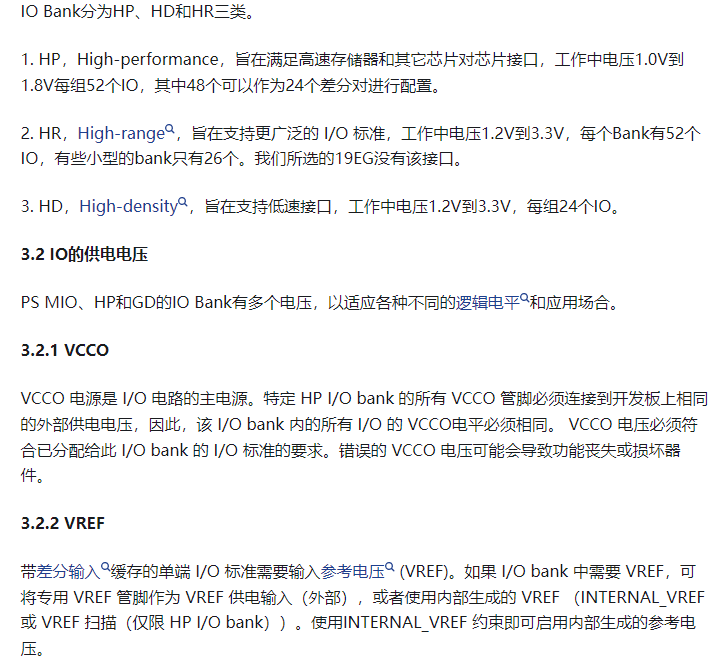 IO Bank分为HP、HD和HR三类。
1. HP，High-performance，旨在满足高速存储器和其它芯片对芯片接口，工作中电压1.0V到
1.8V每组52个IO，其中48个可以作为24个差分对进行配置。
2. HR，High-range，旨在支持更广泛的 I/O 标准，工作中电压1.2V到3.3V，每个Bank有52个
IO，有些小型的bank只有26个。我们所选的19EG没有该接口。
3. HD，High-density，旨在支持低速接口，工作中电压1.2V到3.3V，每组24个IO。
3.2 IO的供电电压
PS MIO、HP和GD的IO Bank有多个电压，以适应各种不同的逻辑电平和应用场合。
3.2.1 VCCO
VCCO 电源是 I/O 电路的主电源。特定 HP I/O bank 的所有 VCCO 管脚必须连接到开发板上相同
的外部供电电压，因此，该 I/O bank 内的所有 I/O 的 VCCO电平必须相同。 VCCO 电压必须符
合已分配给此 I/O bank 的 I/O 标准的要求。错误的 VCCO 电压可能会导致功能丧失或损坏器
件。
3.2.2 VREF
带差分输入缓存的单端 I/O 标准需要输入参考电压 (VREF)。如果 I/O bank 中需要 VREF，可
将专用 VREF 管脚作为 VREF 供电输入（外部），或者使用内部生成的 VREF （INTERNAL_VREF
或 VREF 扫描（仅限 HP I/O bank））。使用INTERNAL_VREF 约束即可启用内部生成的参考电
压。